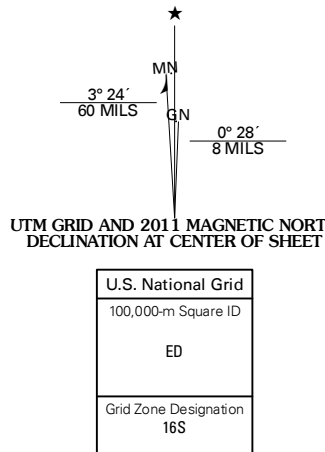 MN
3° 24´
60 MILS
GN
0° 28´
8 MILS
UTM GRID AND 2011 MAGNETIC NORT
DECLINATION AT CENTER OF SHEET
U.S. National Grid
100,000-m Square ID
ED
Grid Zone Designation
16S